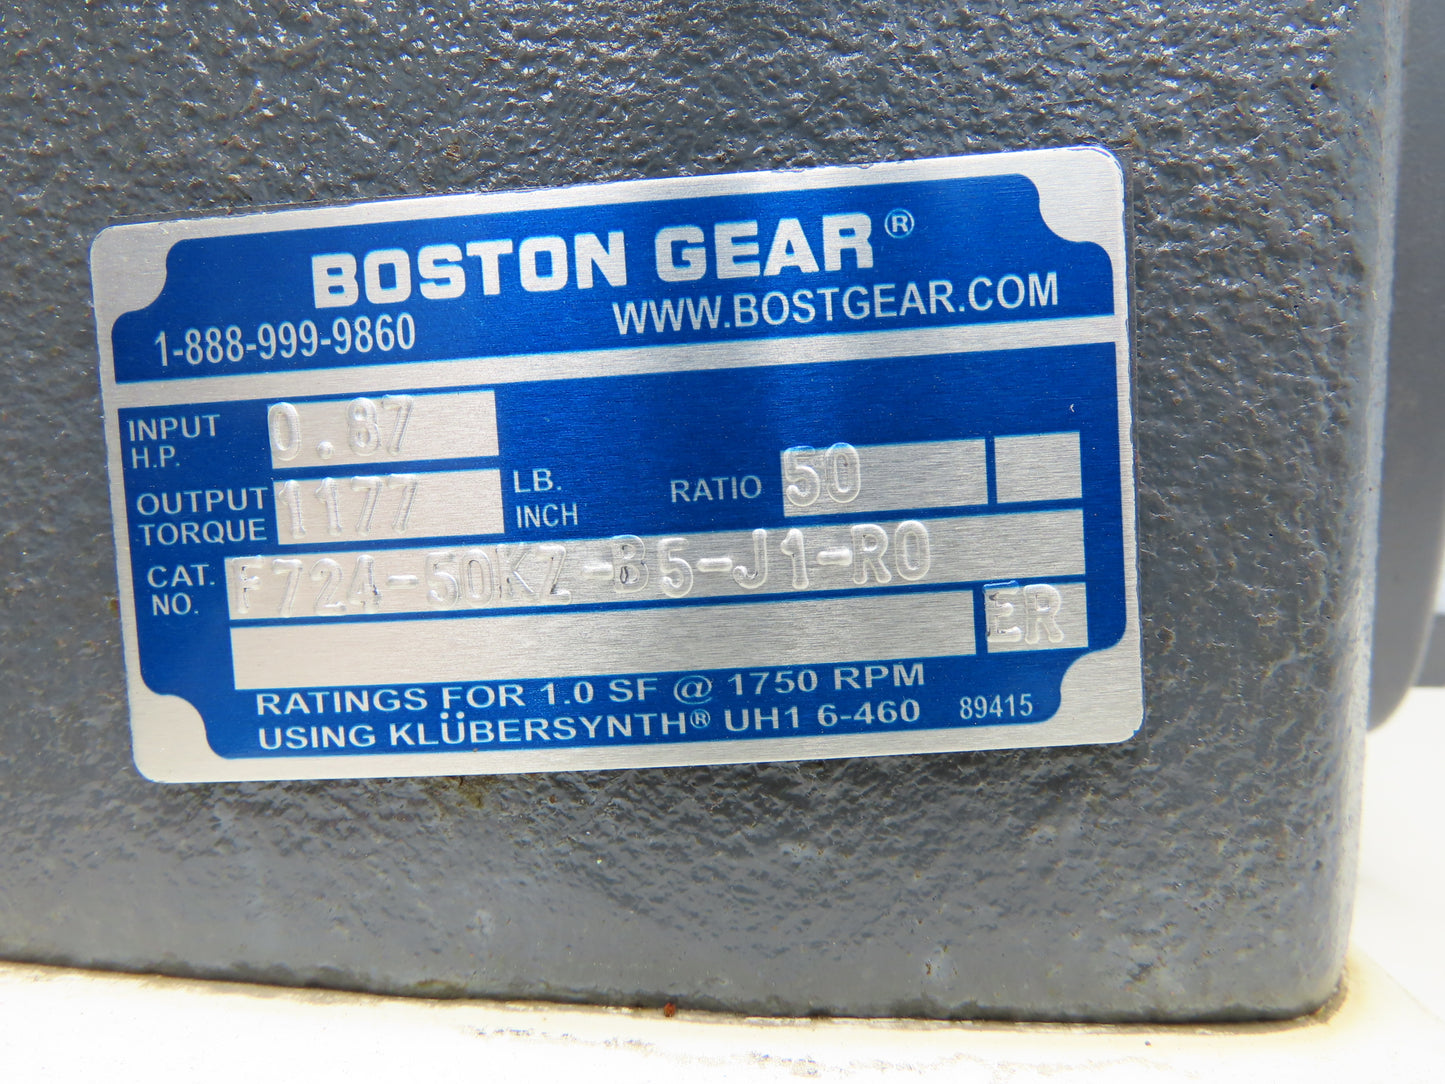 BOSTON GEAR®
1-888-999-9860 WWW.BOSTGEAR.COM
INPUT H.P. 0.87
OUTPUT TORQUE 1177 LB. INCH RATIO 50
CAT. NO. F724-50KZ-B5-J1-RO
ER
RATINGS FOR 1.0 SF @ 1750 RPM
USING KLÜBERSYNTH® UH1 6-460 89415